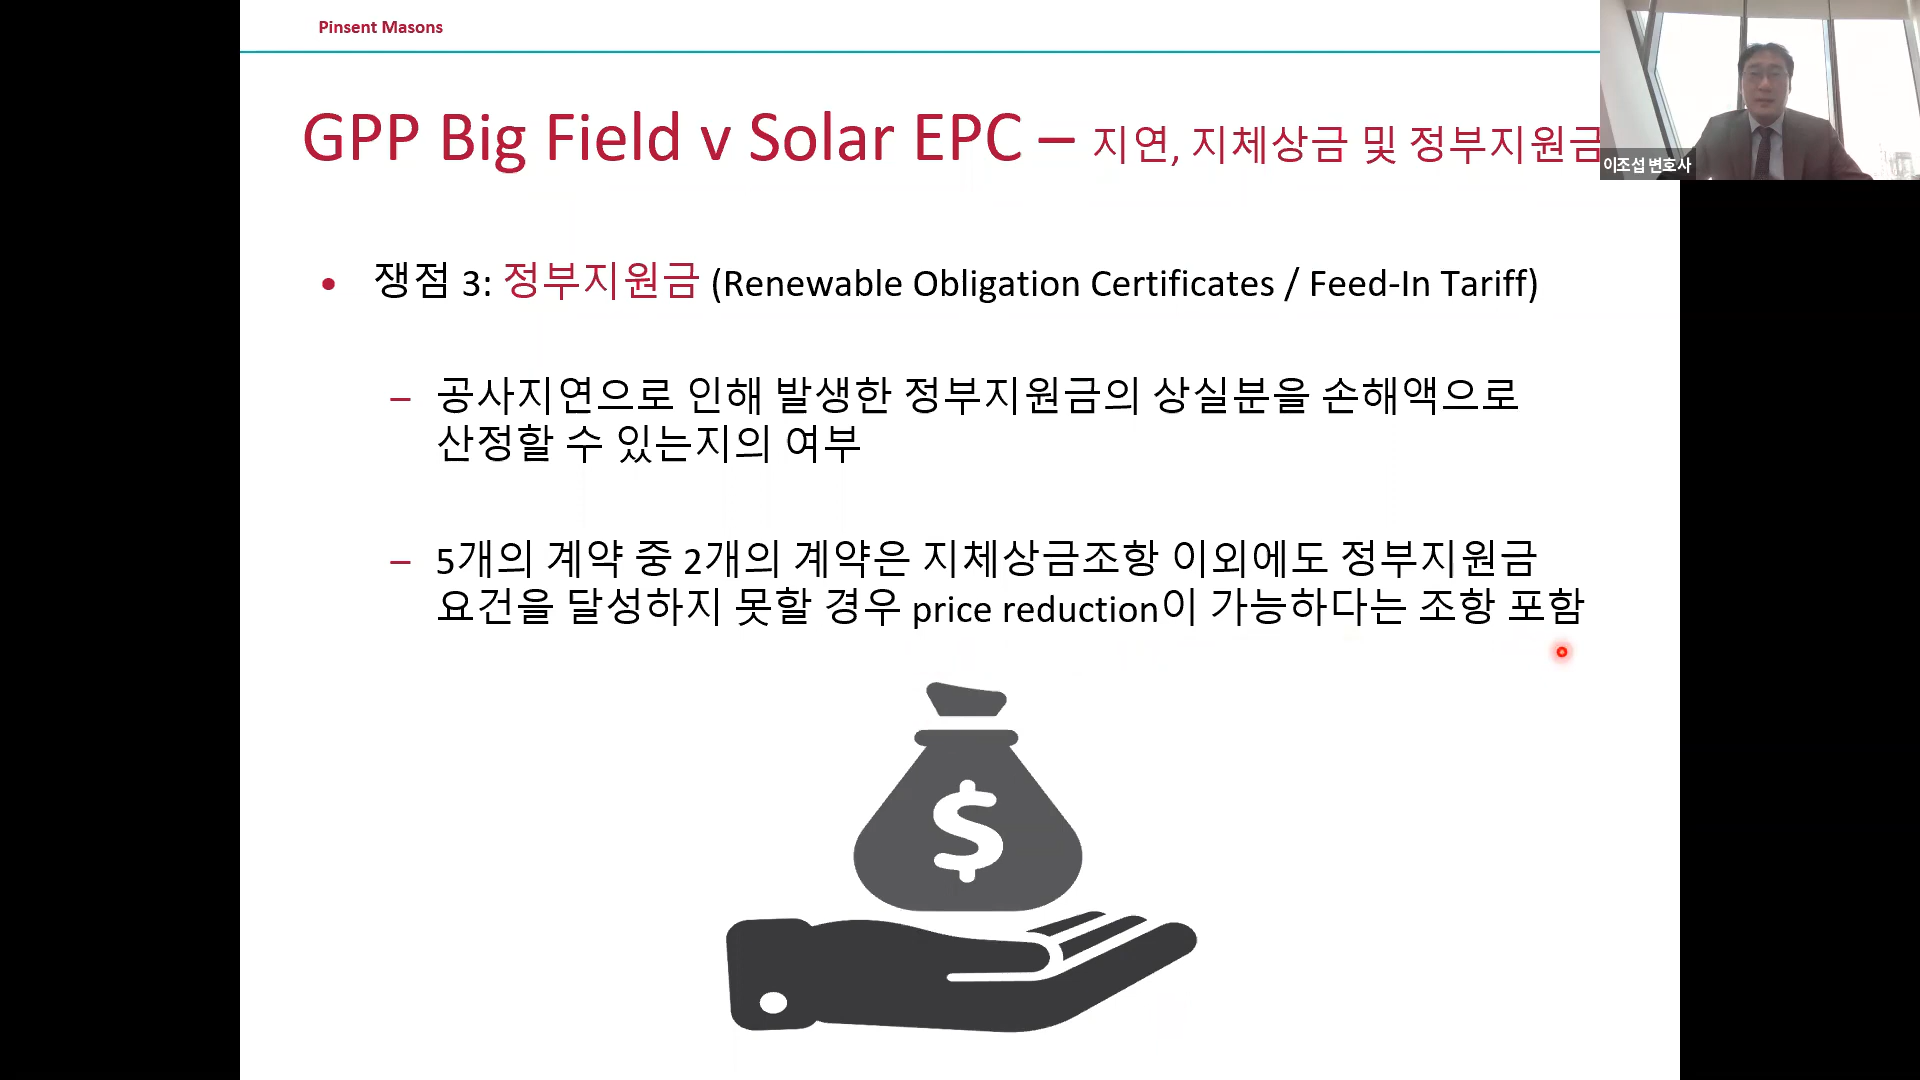 Pinsent Masons
GPP Big Field v Solar EPC – 지연, 지체상금 및 정부지원금
이조섭 변호사
• 쟁점 3: 정부지원금 (Renewable Obligation Certificates / Feed-In Tariff)
– 공사지연으로 인해 발생한 정부지원금의 상실분을 손해액으로
산정할 수 있는지의 여부
– 5개의 계약 중 2개의 계약은 지체상금조항 이외에도 정부지원금
요건을 달성하지 못할 경우 price reduction이 가능하다는 조항 포함
$